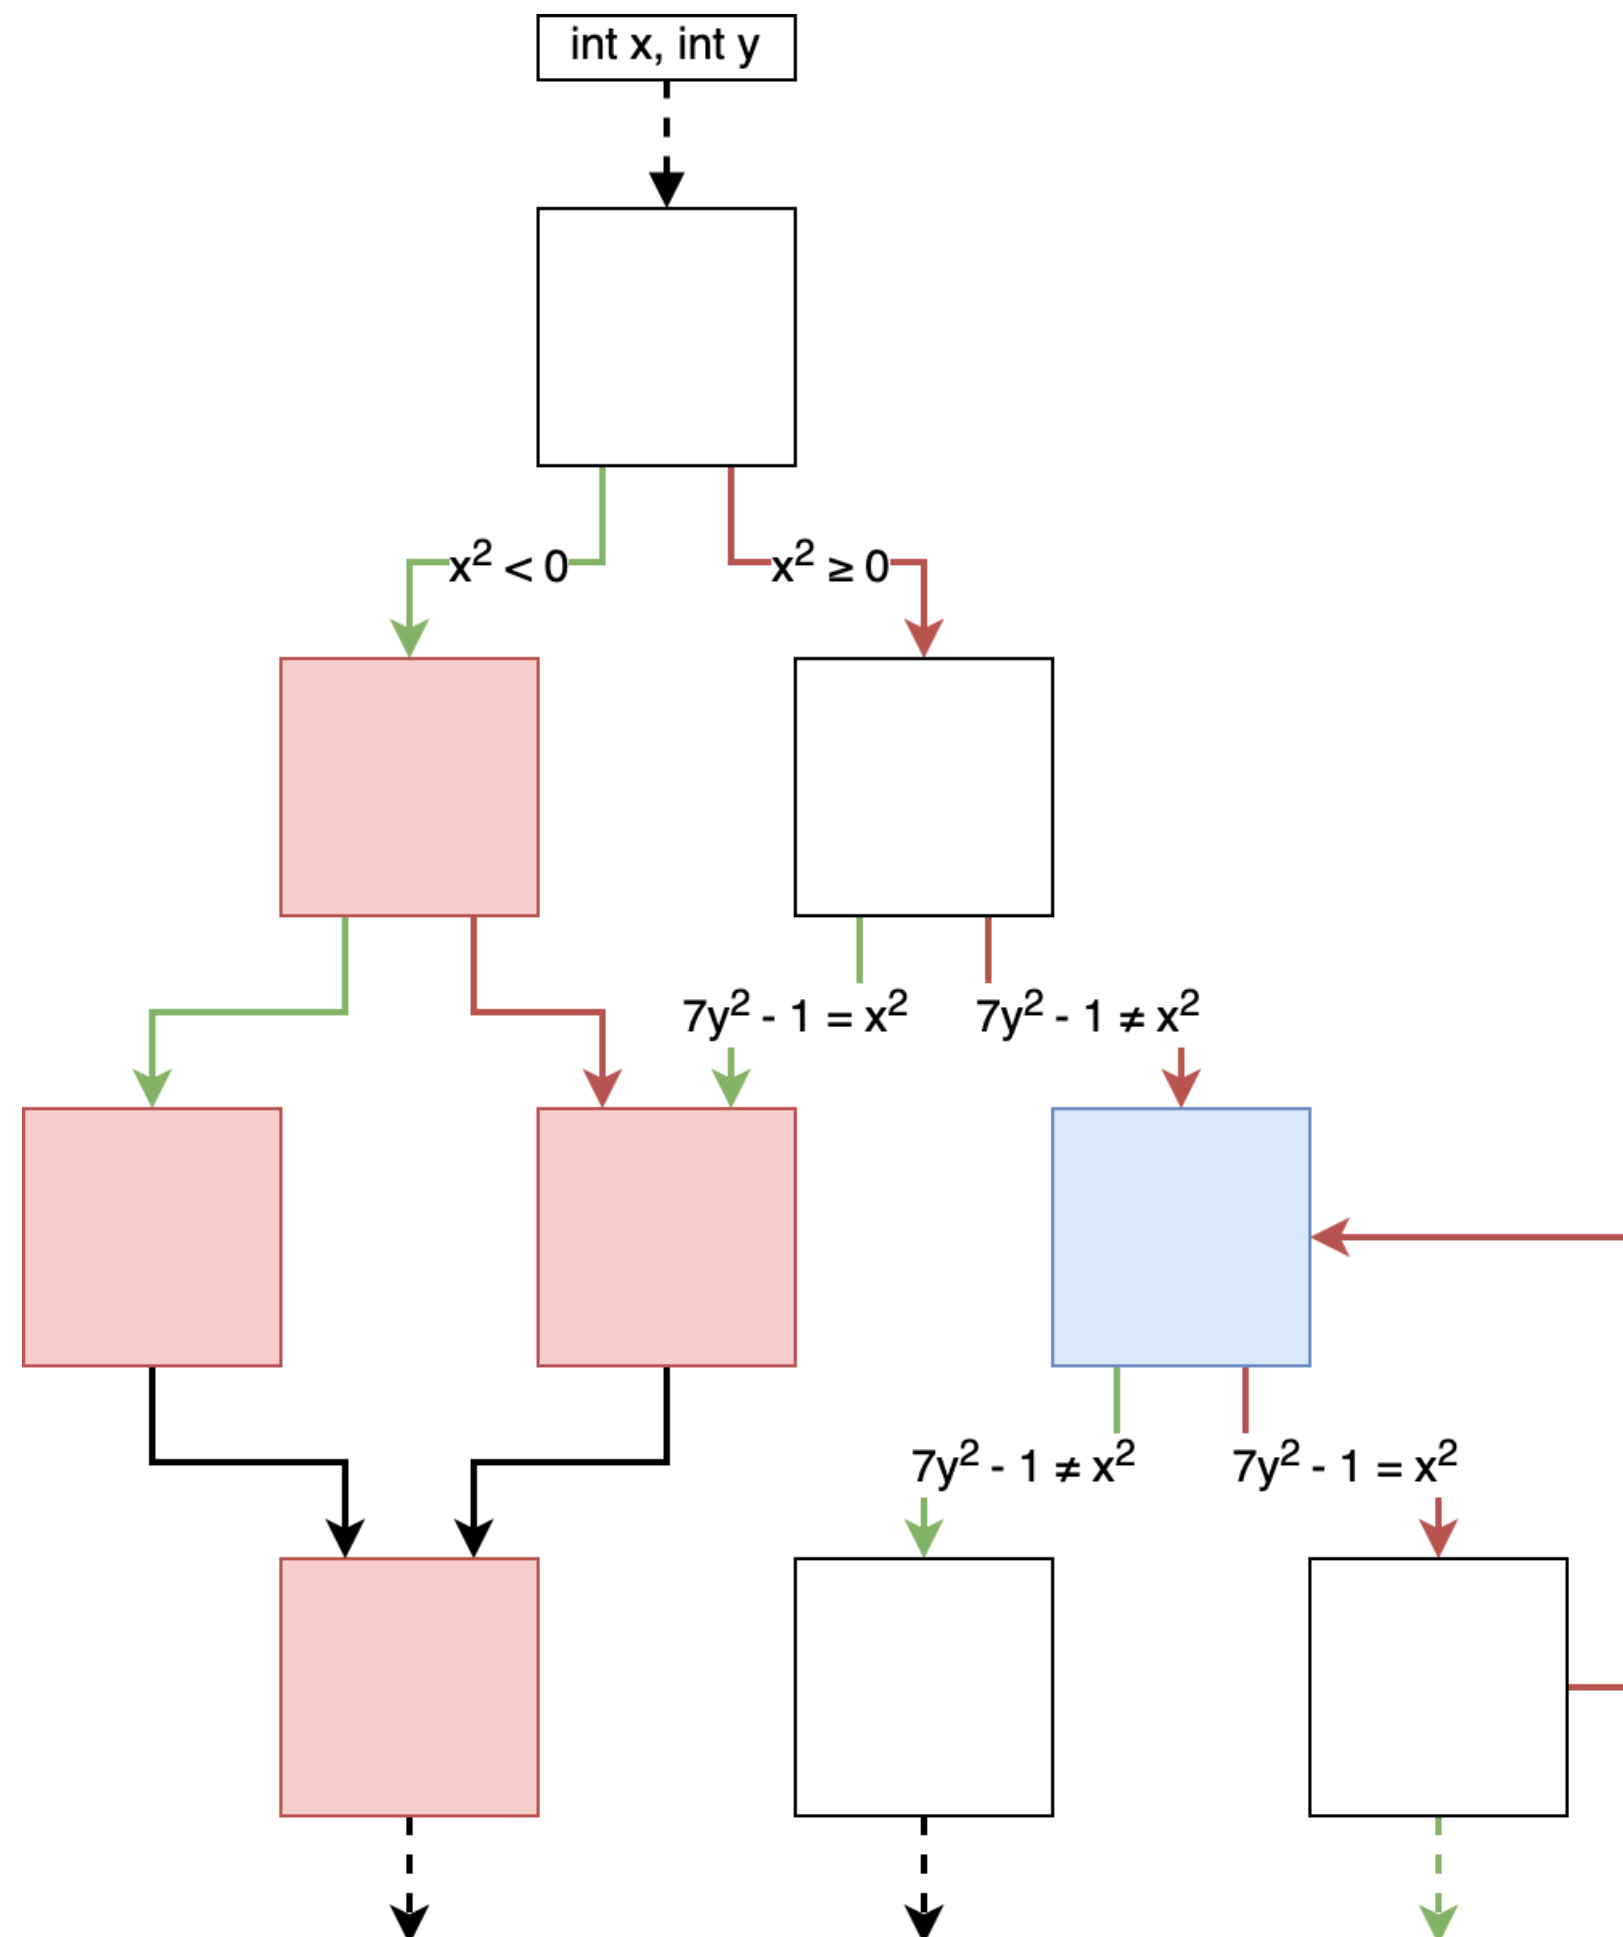 int x, int y
x² < 0
x² ≥ 0
7y² - 1 = x²
7y² - 1 ≠ x²
7y² - 1 ≠ x²
7y² - 1 = x²